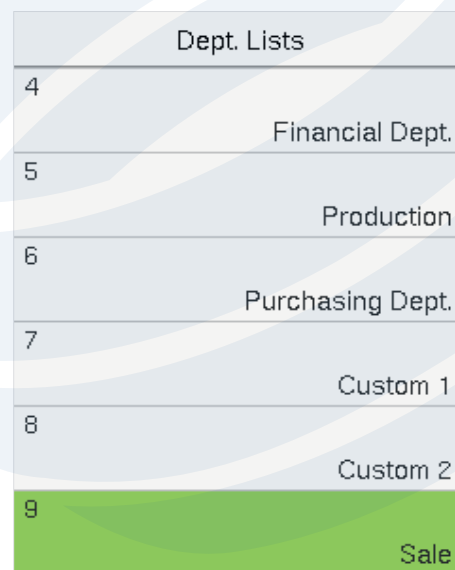 Dept. Lists
4
Financial Dept.
5
Production
6
Purchasing Dept.
7
Custom 1
8
Custom 2
9
Sale